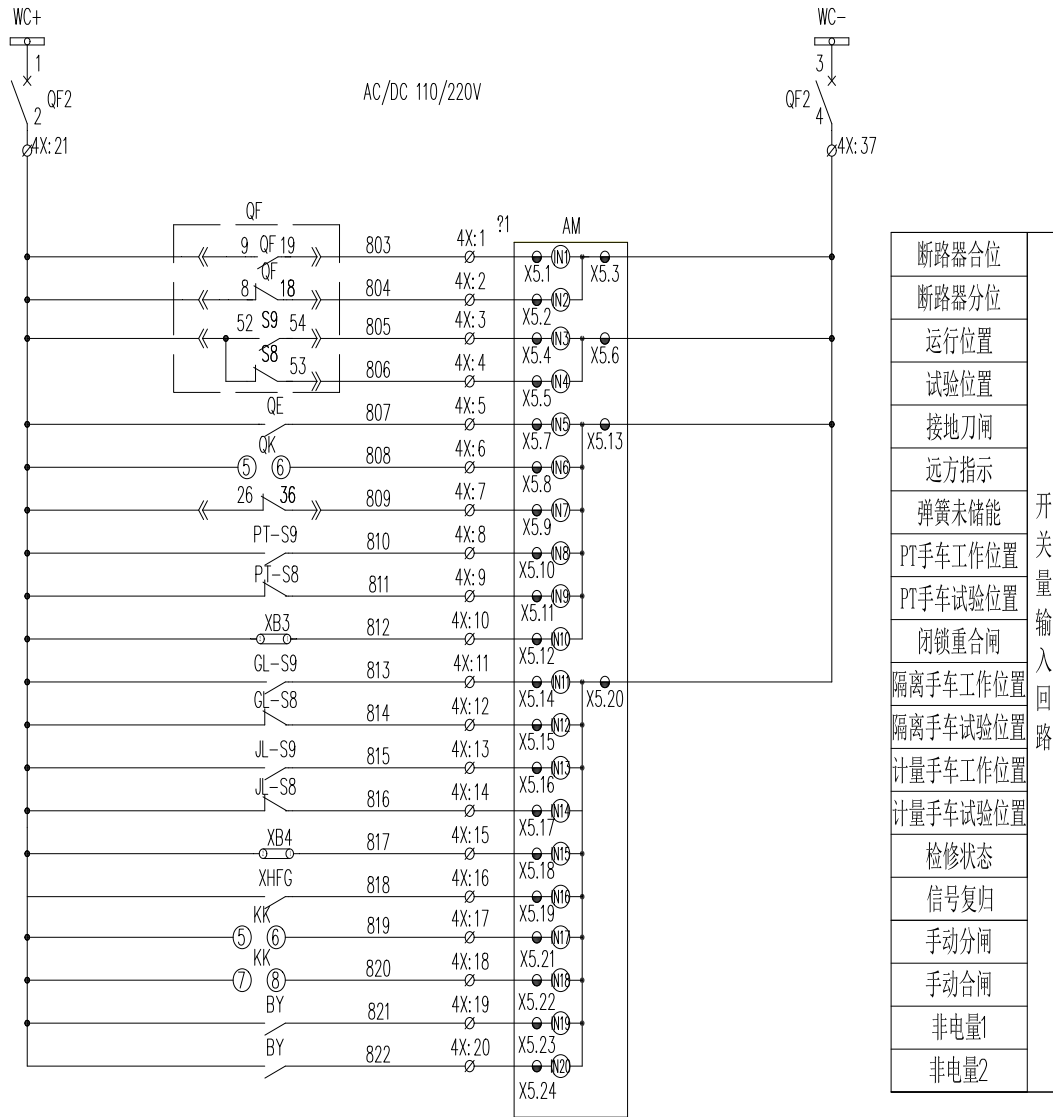 WC+
WC-
1
3
QF2
2
AC/DC 110/220V
QF2
4
4X:21
4X:37
QF
?1
AM
9 QF 19 803 4X:1 X5.1 IN1 X5.3 断路器合位
QF 8 18 804 4X:2 X5.2 IN2 断路器分位
52 S9 54 805 4X:3 X5.4 IN3 X5.6 运行位置
S8 53 806 4X:4 X5.5 IN4 试验位置
QE 807 4X:5 X5.7 IN5 X5.13 接地刀闸
QK 5 6 808 4X:6 X5.8 IN6 远方指示
26 36 809 4X:7 X5.9 IN7 弹簧未储能
PT-S9 810 4X:8 X5.10 IN8 PT手车工作位置
PT-S8 811 4X:9 X5.11 IN9 PT手车试验位置
XB3 812 4X:10 X5.12 IN10 闭锁重合闸
GL-S9 813 4X:11 X5.14 IN11 X5.20 隔离手车工作位置
GL-S8 814 4X:12 X5.15 IN12 隔离手车试验位置
JL-S9 815 4X:13 X5.16 IN13 计量手车工作位置
JL-S8 816 4X:14 X5.17 IN14 计量手车试验位置
XB4 817 4X:15 X5.18 IN15 检修状态
XHFG 818 4X:16 X5.19 IN16 信号复归
KK 5 6 819 4X:17 X5.21 IN17 手动分闸
KK 7 8 820 4X:18 X5.22 IN18 手动合闸
BY 821 4X:19 X5.23 IN19 非电量1
BY 822 4X:20 X5.24 IN20 非电量2
开关量输入回路